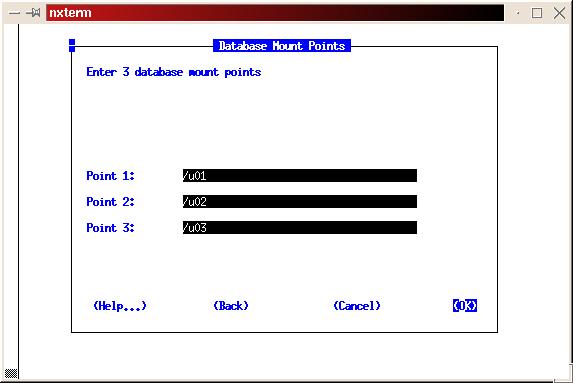 nxterm
Database Mount Points
Enter 3 database mount points
Point 1: /u01
Point 2: /u02
Point 3: /u03
(Help...) (Back) (Cancel) (OK)